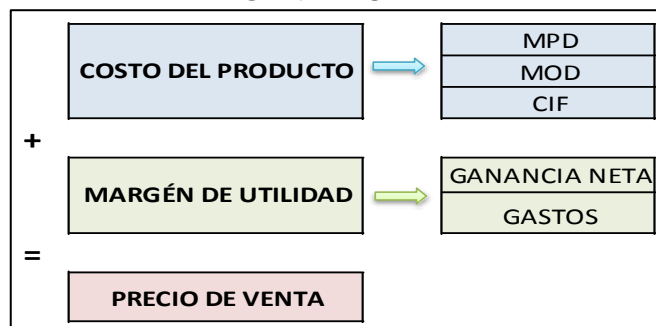 MPD
COSTO DEL PRODUCTO
MOD
CIF
+
GANANCIA NETA
MARGÉN DE UTILIDAD
GASTOS
=
PRECIO DE VENTA